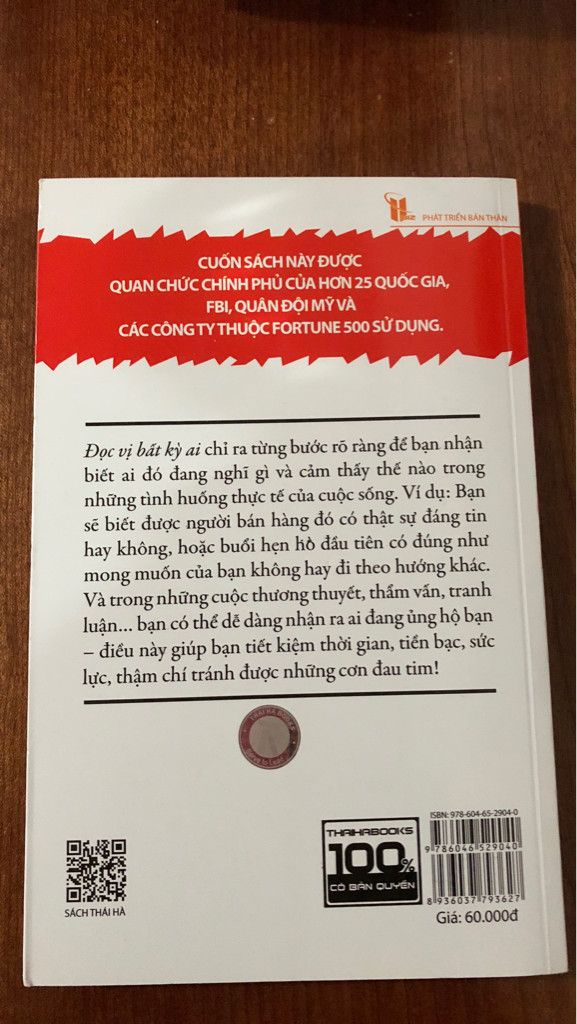 PHÁT TRIỂN BẢN THÂN
CUỐN SÁCH NÀY ĐƯỢC
QUAN CHỨC CHÍNH PHỦ CỦA HƠN 25 QUỐC GIA,
FBI, QUÂN ĐỘI MỸ VÀ
CÁC CÔNG TY THUỘC FORTUNE 500 SỬ DỤNG.
Đọc vị bất kỳ ai chỉ ra từng bước rõ ràng để bạn nhận
biết ai đó đang nghĩ gì và cảm thấy thế nào trong
những tình huống thực tế của cuộc sống. Ví dụ: Bạn
sẽ biết được người bán hàng đó có thật sự đáng tin
hay không, hoặc buổi hẹn hò đầu tiên có đúng như
mong muốn của bạn không hay đi theo hướng khác.
Và trong những cuộc thương thuyết, thẩm vấn, tranh
luận... bạn có thể dễ dàng nhận ra ai đang ủng hộ bạn
– điều này giúp bạn tiết kiệm thời gian, tiền bạc, sức
lực, thậm chí tránh được những cơn đau tim!
SÁCH THÁI HÀ
THAIHABOOKS
100%
CÓ BẢN QUYỀN
ISBN: 978-604-65-2904-0
9 786046 529040
8 936037 793627
Giá: 60.000đ